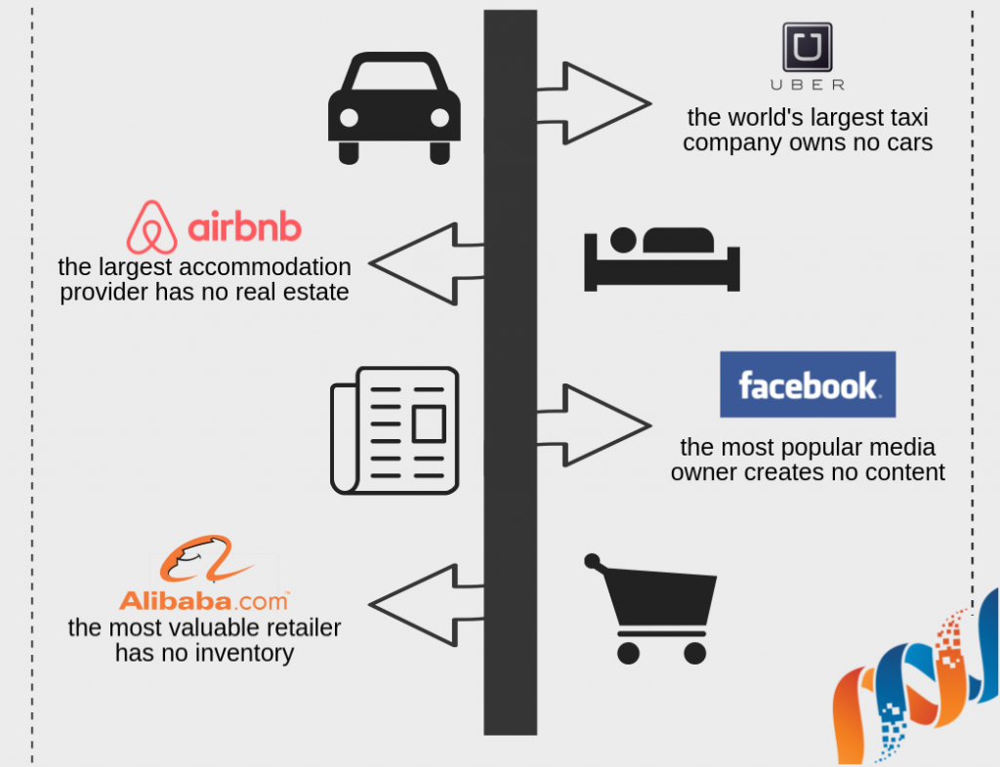 UBER
the world's largest taxi
company owns no cars
airbnb
the largest accommodation
provider has no real estate
facebook.
the most popular media
owner creates no content
Alibaba.com™
the most valuable retailer
has no inventory